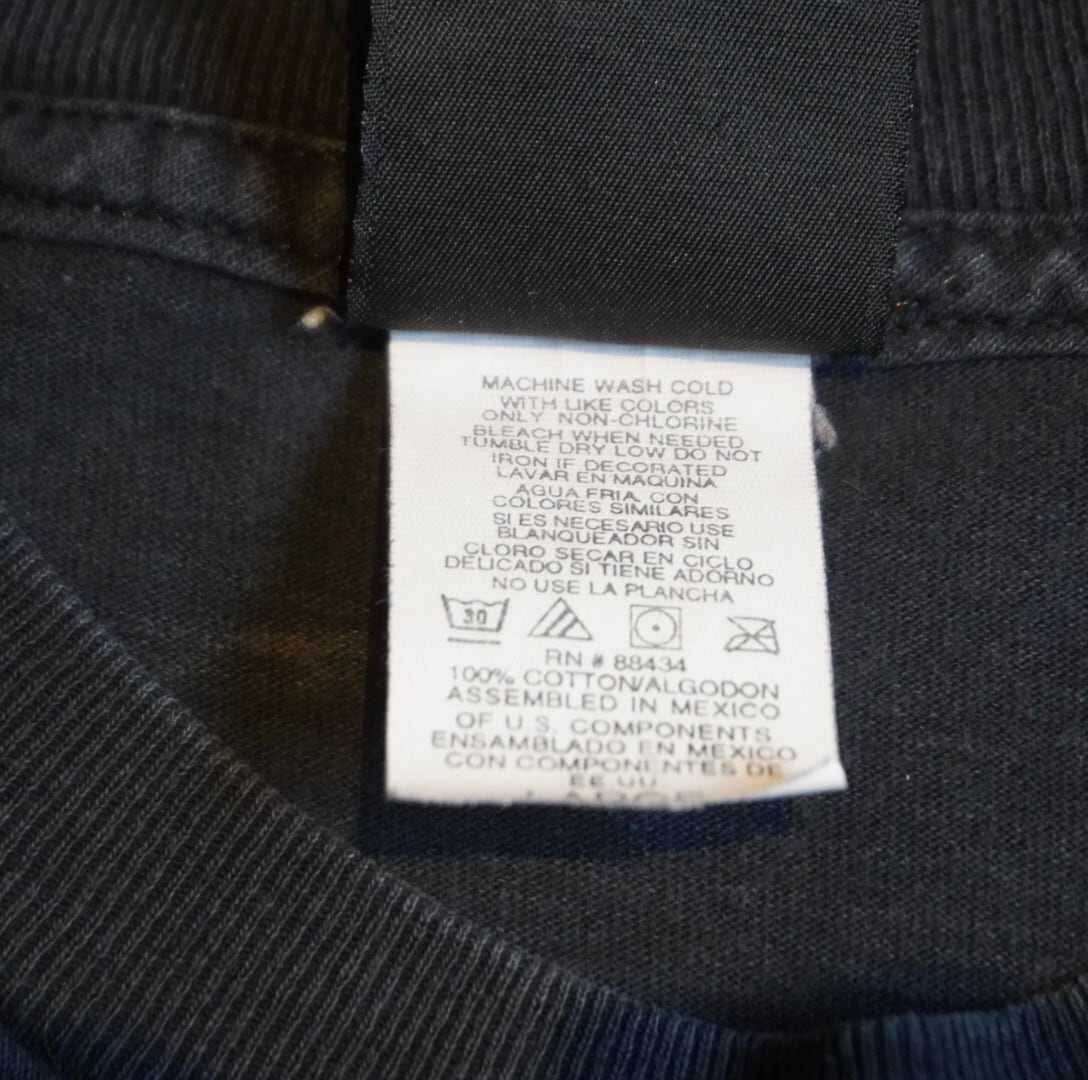 MACHINE WASH COLD
WITH LIKE COLORS
ONLY NON-CHLORINE
BLEACH WHEN NEEDED
TUMBLE DRY LOW DO NOT
IRON IF DECORATED
LAVAR EN MAQUINA
AGUA FRIA CON
COLORES SIMILARES
SI ES NECESARIO USE
BLANQUEADOR SIN
CLORO SECAR EN CICLO
DELICADO SI TIENE ADORNO
NO USE LA PLANCHA
30
RN # 88434
100% COTTON/ALGODON
ASSEMBLED IN MEXICO
OF U.S. COMPONENTS
ENSAMBLADO EN MEXICO
CON COMPONENTES DE
EE UU
LARGE